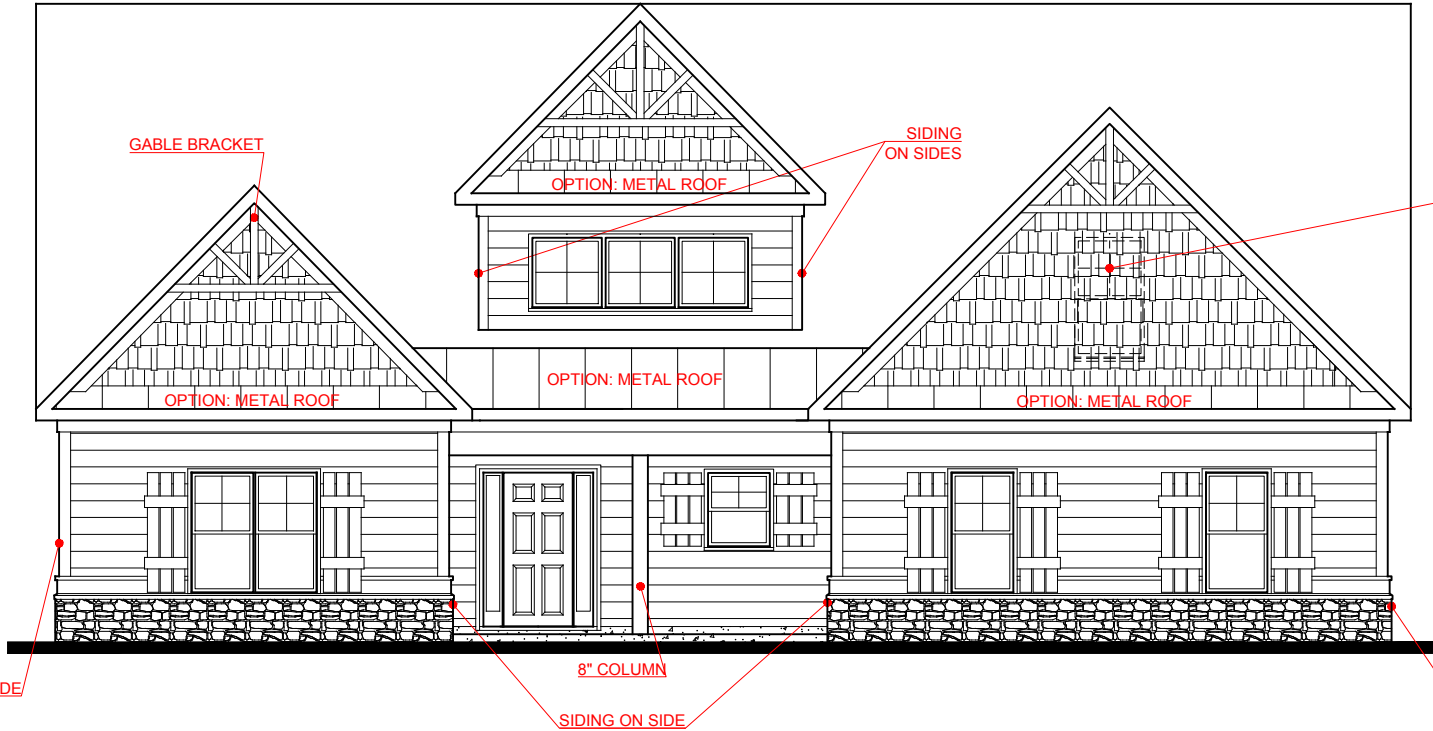 GABLE BRACKET
SIDING
ON SIDES
OPTION: METAL ROOF
OPTION: METAL ROOF
OPTION: METAL ROOF
OPTION: METAL ROOF
8" COLUMN
DE
SIDING ON SIDE